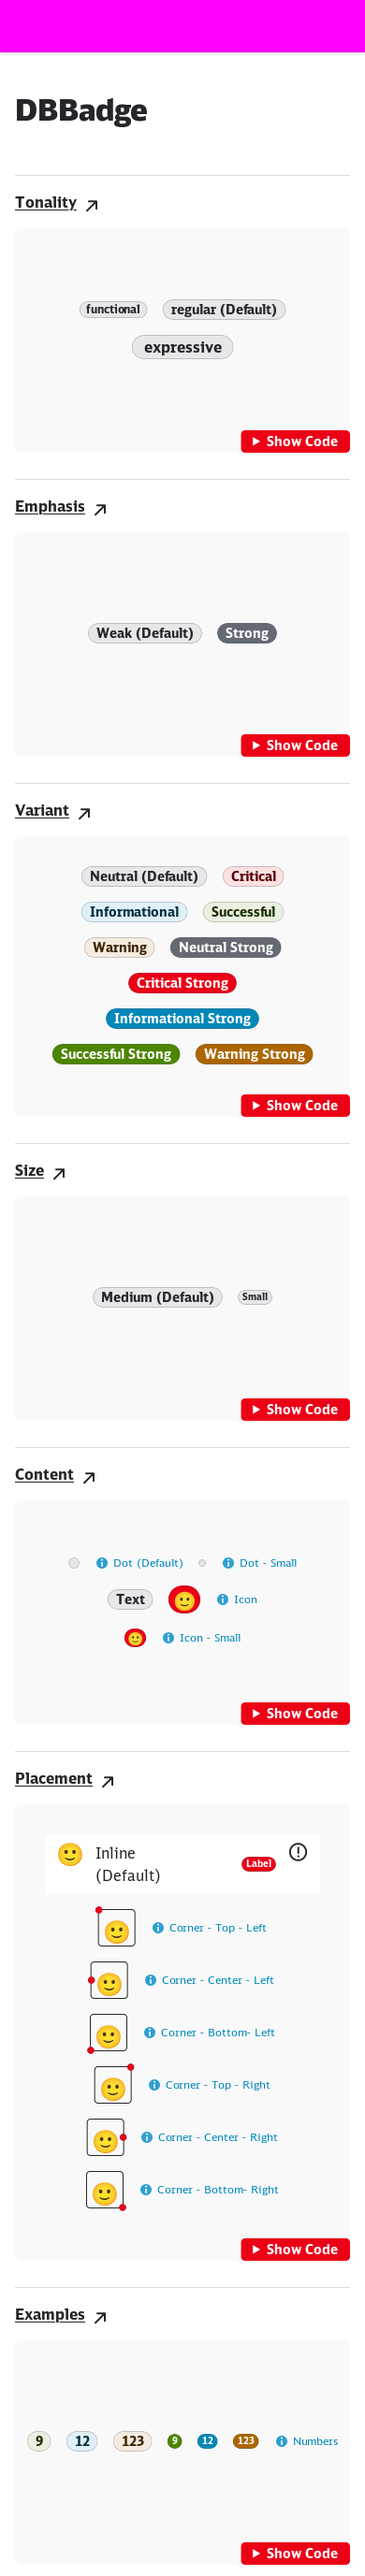 DBBadge
Tonality
functional regular (Default)
expressive
Show Code
Emphasis
Weak (Default) Strong
Show Code
Variant
Neutral (Default) Critical
Informational Successful
Warning Neutral Strong
Critical Strong
Informational Strong
Successful Strong Warning Strong
Show Code
Size
Medium (Default) Small
Show Code
Content
Dot (Default) Dot - Small
Text Icon
Icon - Small
Show Code
Placement
Inline Label
(Default)
Corner - Top - Left
Corner - Center - Left
Corner - Bottom- Left
Corner - Top - Right
Corner - Center - Right
Corner - Bottom- Right
Show Code
Examples
9 12 123 9 12 123 Numbers
Show Code